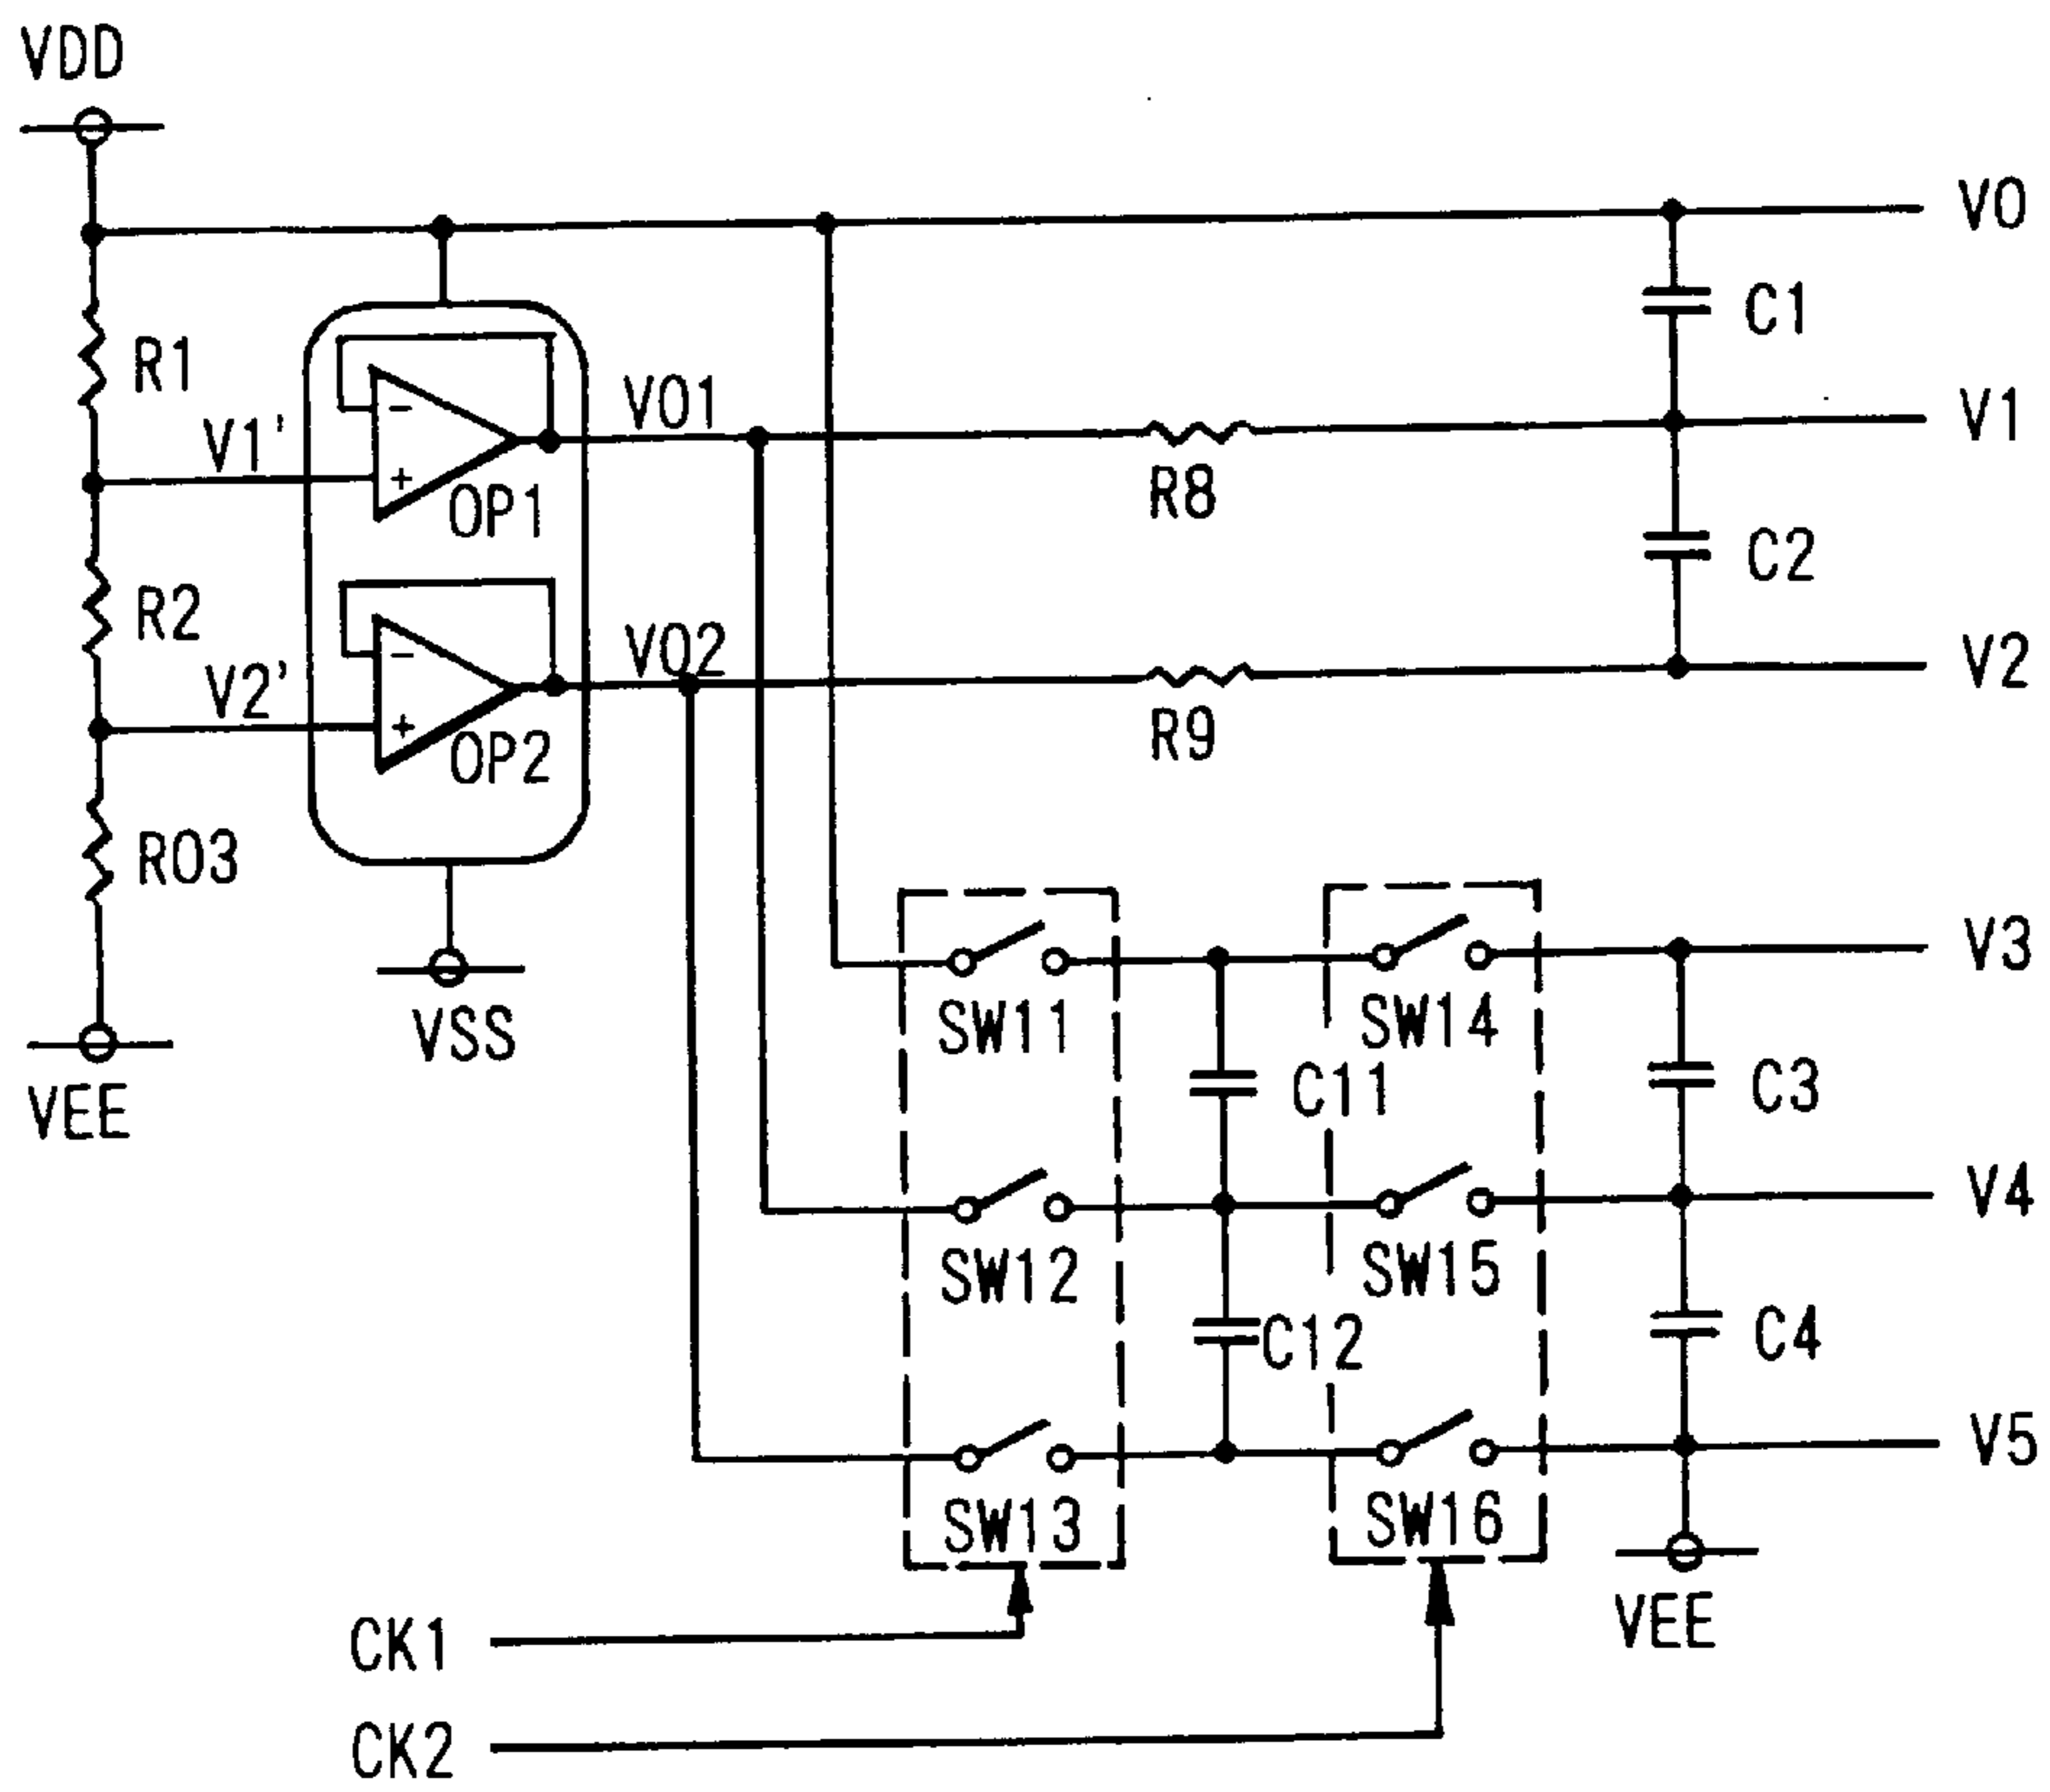 VDD
V0
C1
R1
V1'
V01
V1
-
+
OP1
R8
C2
R2
V2'
V02
V2
-
+
OP2
R9
R03
V3
SW11
SW14
VSS
C11
C3
VEE
V4
SW12
SW15
C12
C4
V5
SW13
SW16
VEE
CK1
CK2